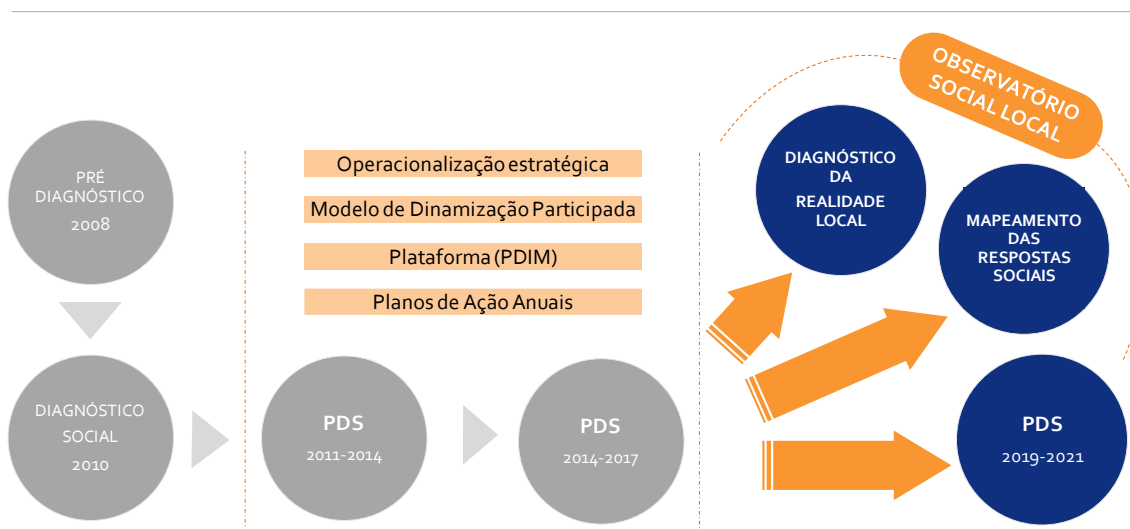 PRÉ
DIAGNÓSTICO
2008
DIAGNÓSTICO
SOCIAL
2010
Operacionalização estratégica
Modelo de Dinamização Participada
Plataforma (PDIM)
Planos de Ação Anuais
PDS
2011-2014
PDS
2014-2017
OBSERVATÓRIO
SOCIAL LOCAL
DIAGNÓSTICO
DA
REALIDADE
LOCAL
MAPEAMENTO
DAS
RESPOSTAS
SOCIAIS
PDS
2019-2021